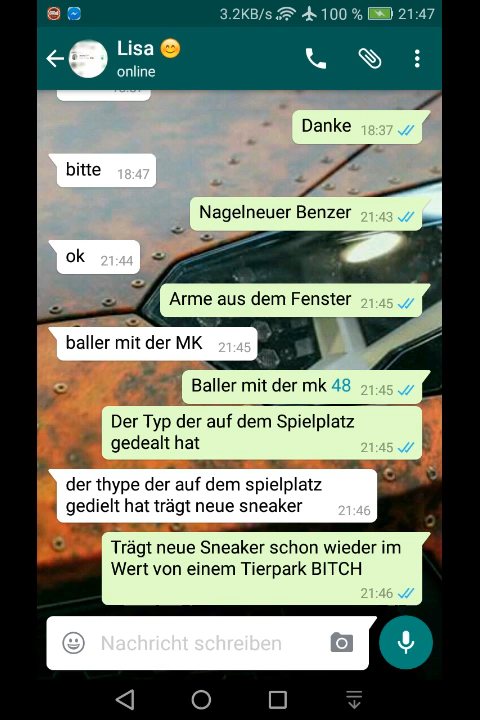 3.2KB/s 100 % 21:47
Lisa
online
Danke 18:37
bitte 18:47
Nagelneuer Benzer 21:43
ok 21:44
Arme aus dem Fenster 21:45
baller mit der MK 21:45
Baller mit der mk 48 21:45
Der Typ der auf dem Spielplatz
gedealt hat 21:45
der thype der auf dem spielplatz
gedielt hat trägt neue sneaker 21:46
Trägt neue Sneaker schon wieder im
Wert von einem Tierpark BITCH
21:46
Nachricht schreiben